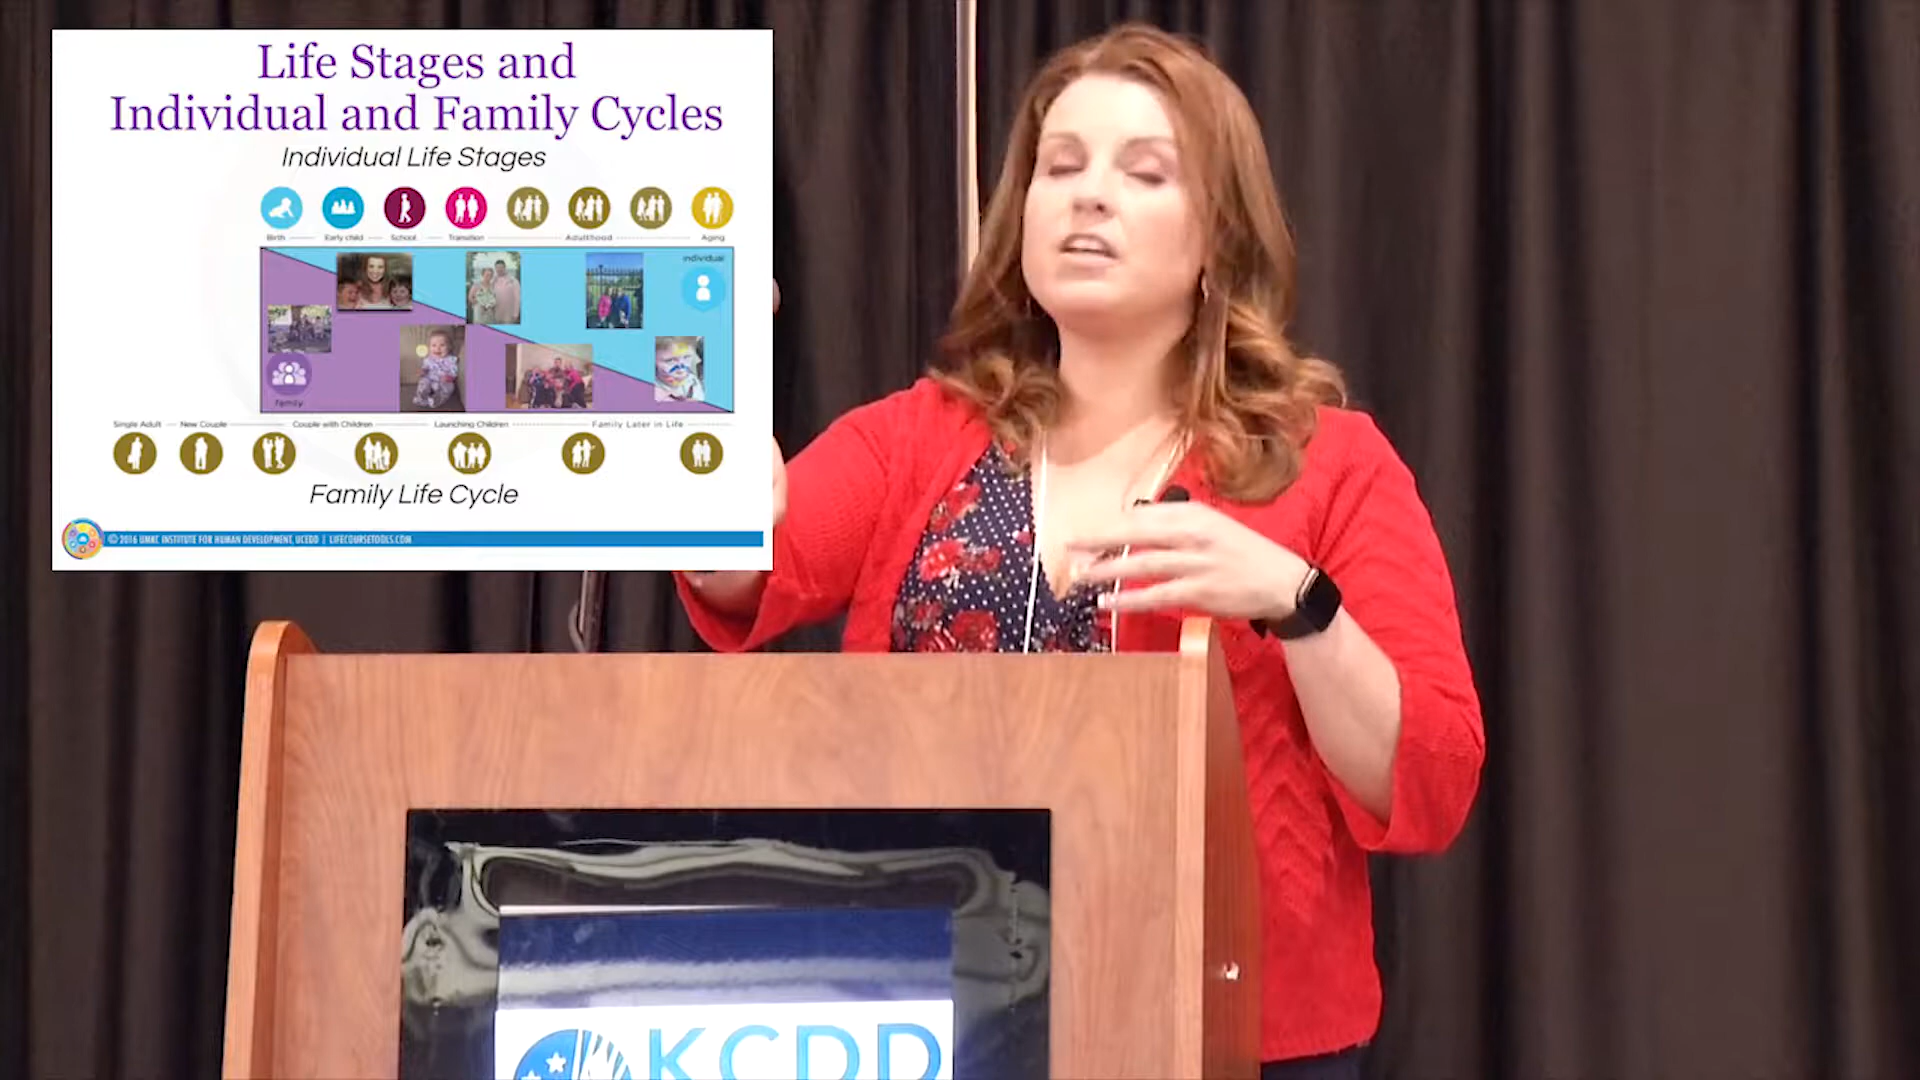 Life Stages and
Individual and Family Cycles
Individual Life Stages
Birth Early child School Transition Adulthood Aging
Individual
Family
Single Adult New Couple Couple with Children Launching Children Family Later in Life
Family Life Cycle
© 2016 UMKC INSTITUTE FOR HUMAN DEVELOPMENT, UCEDD | LIFECOURSETOOLS.COM
KCDD